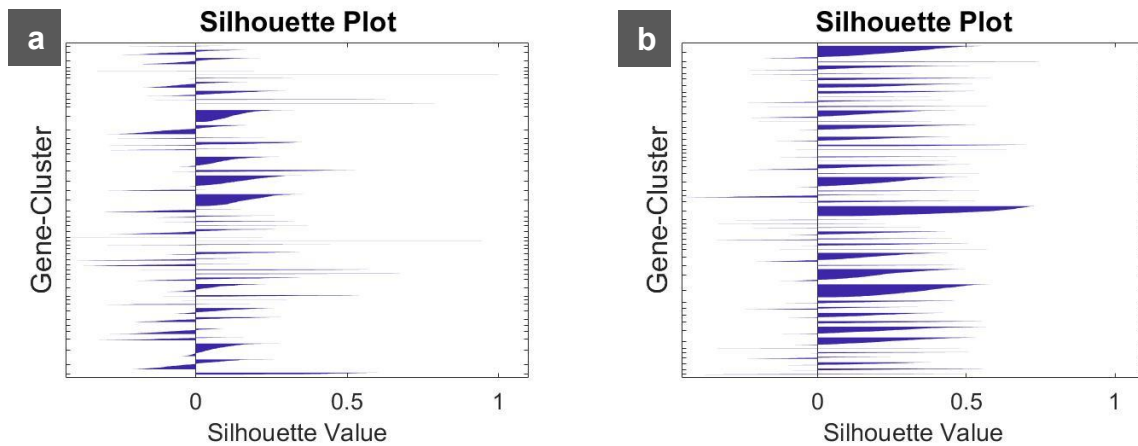 a
Silhouette Plot
Gene-Cluster
0
0.5
1
Silhouette Value
b
Silhouette Plot
Gene-Cluster
0
0.5
1
Silhouette Value